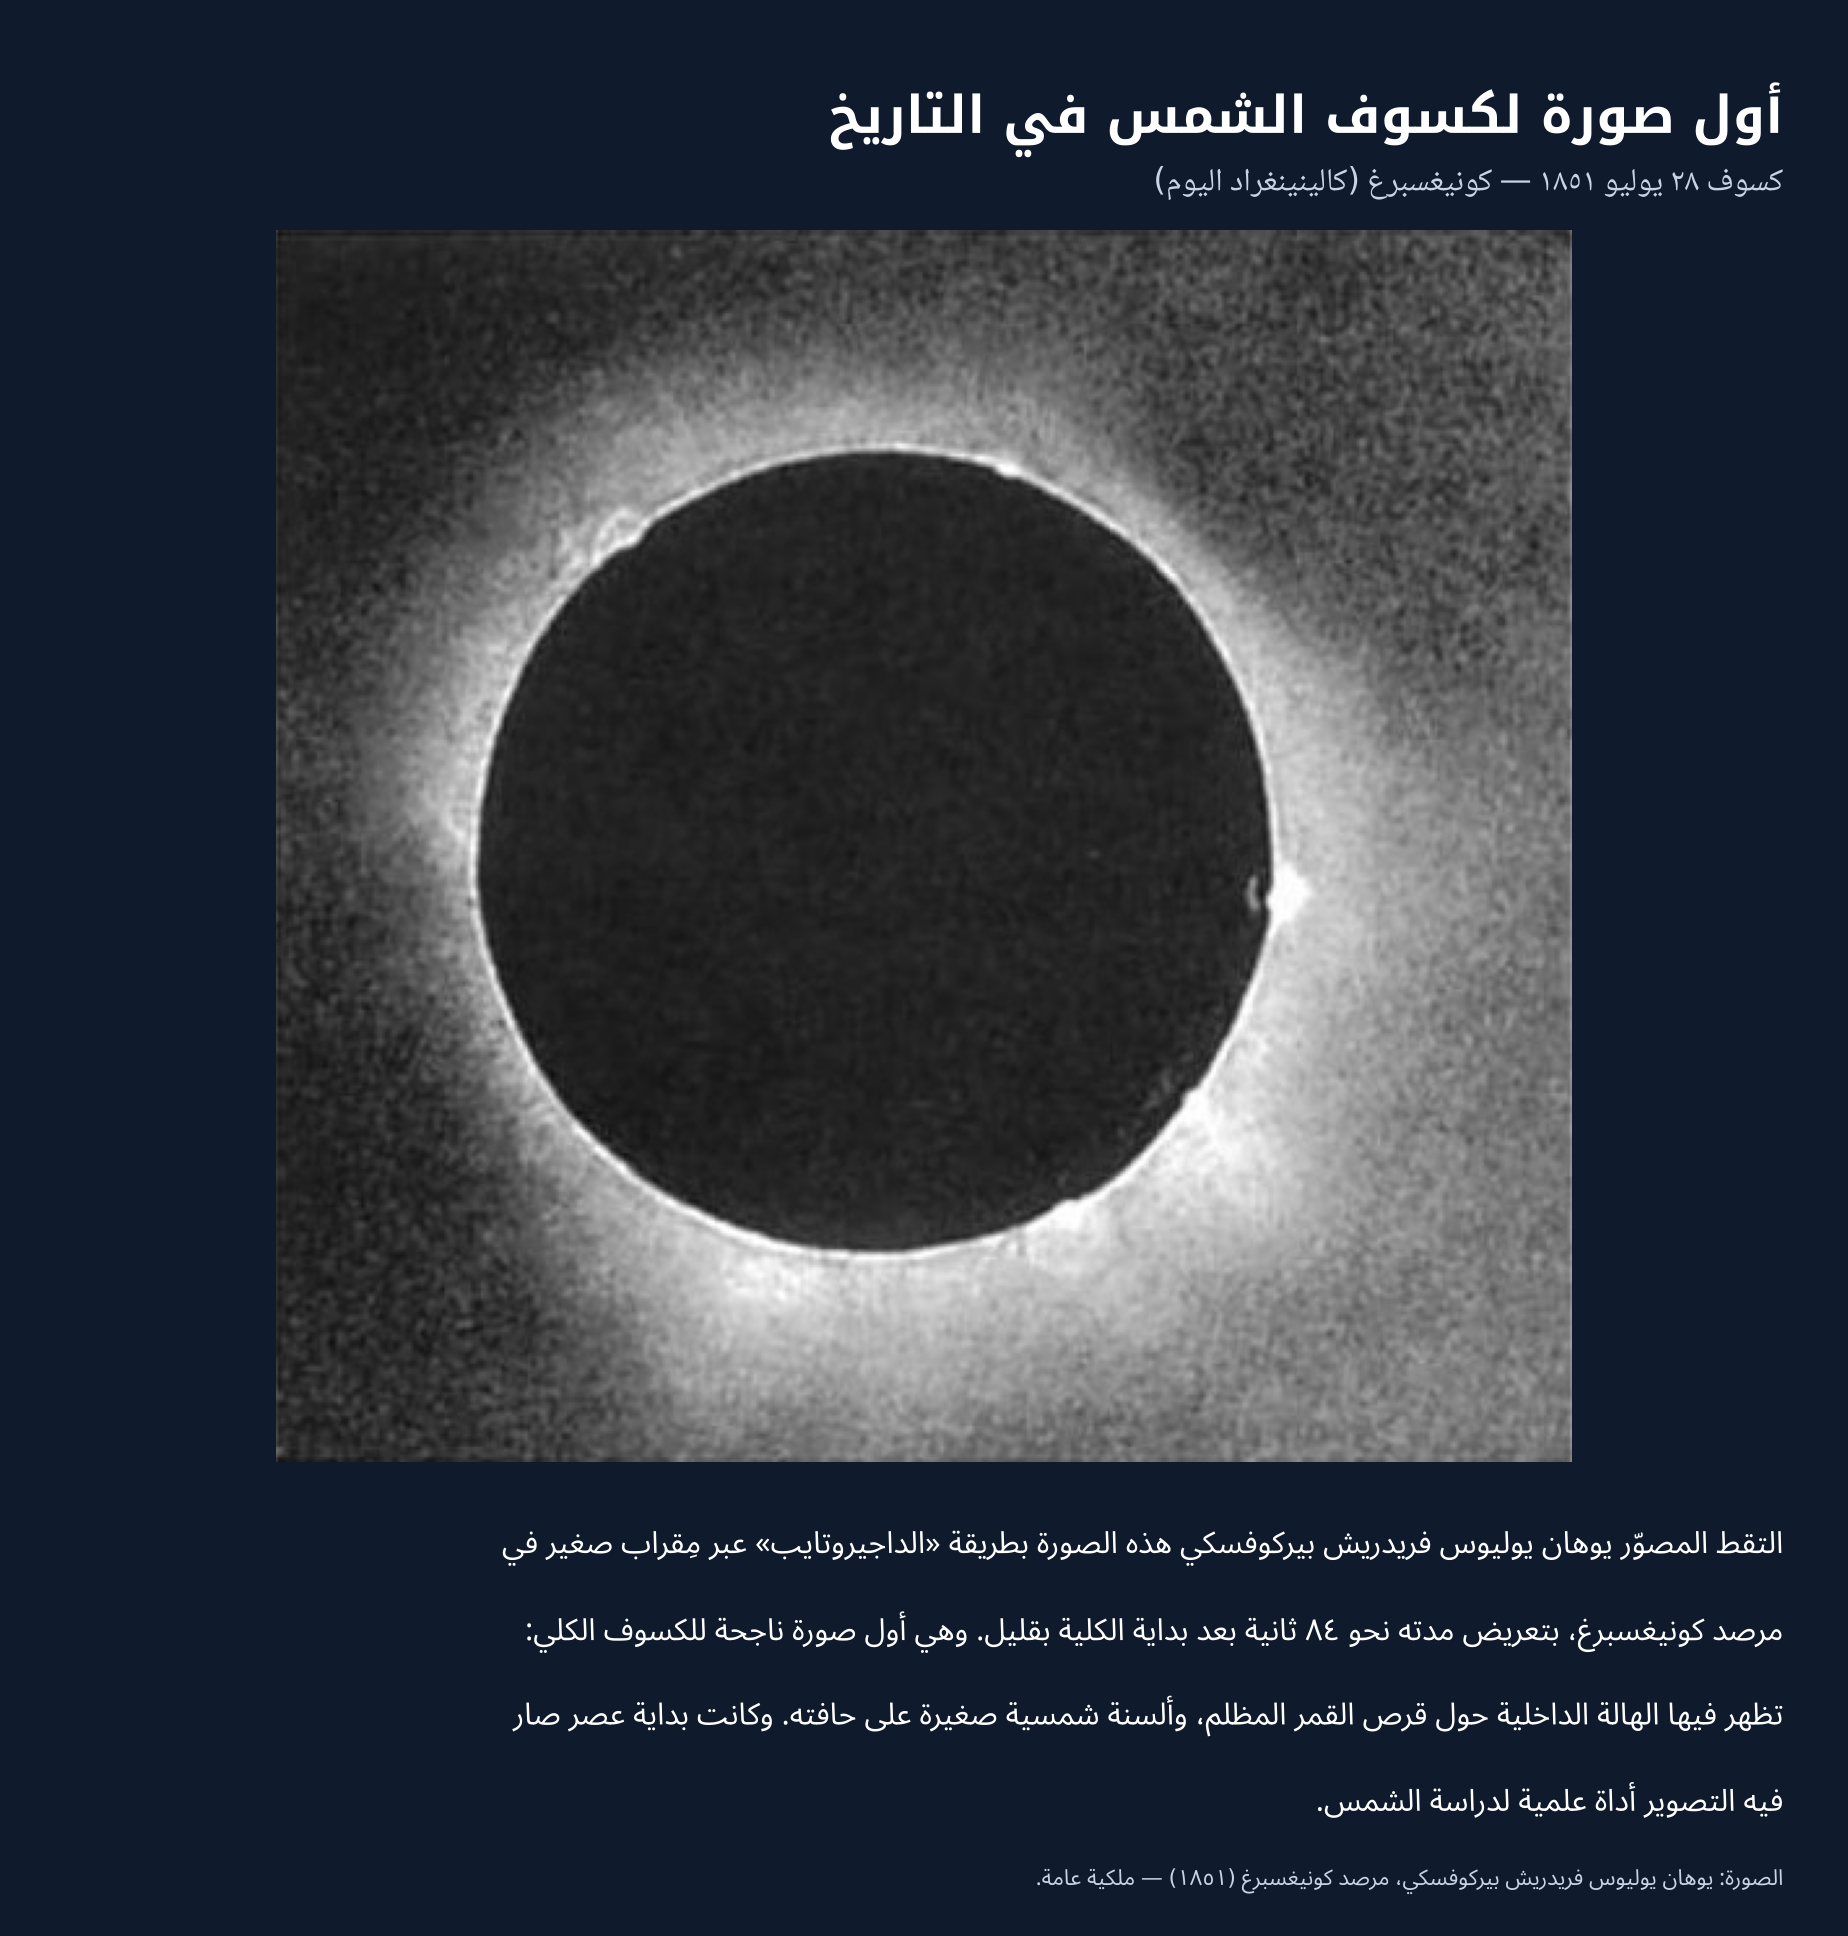 أول صورة لكسوف الشمس في التاريخ
كسوف ٢٨ يوليو ١٨٥١ — كونيغسبرغ (كالينينغراد اليوم)
التقط المصوّر يوهان يوليوس فريدريش بيركوفسكي هذه الصورة بطريقة «الداجيروتايب» عبر مِقراب صغير في
مرصد كونيغسبرغ، بتعريض مدته نحو ٨٤ ثانية بعد بداية الكلية بقليل. وهي أول صورة ناجحة للكسوف الكلي:
تظهر فيها الهالة الداخلية حول قرص القمر المظلم، وألسنة شمسية صغيرة على حافته. وكانت بداية عصر صار
فيه التصوير أداة علمية لدراسة الشمس.
الصورة: يوهان يوليوس فريدريش بيركوفسكي، مرصد كونيغسبرغ (١٨٥١) — ملكية عامة.